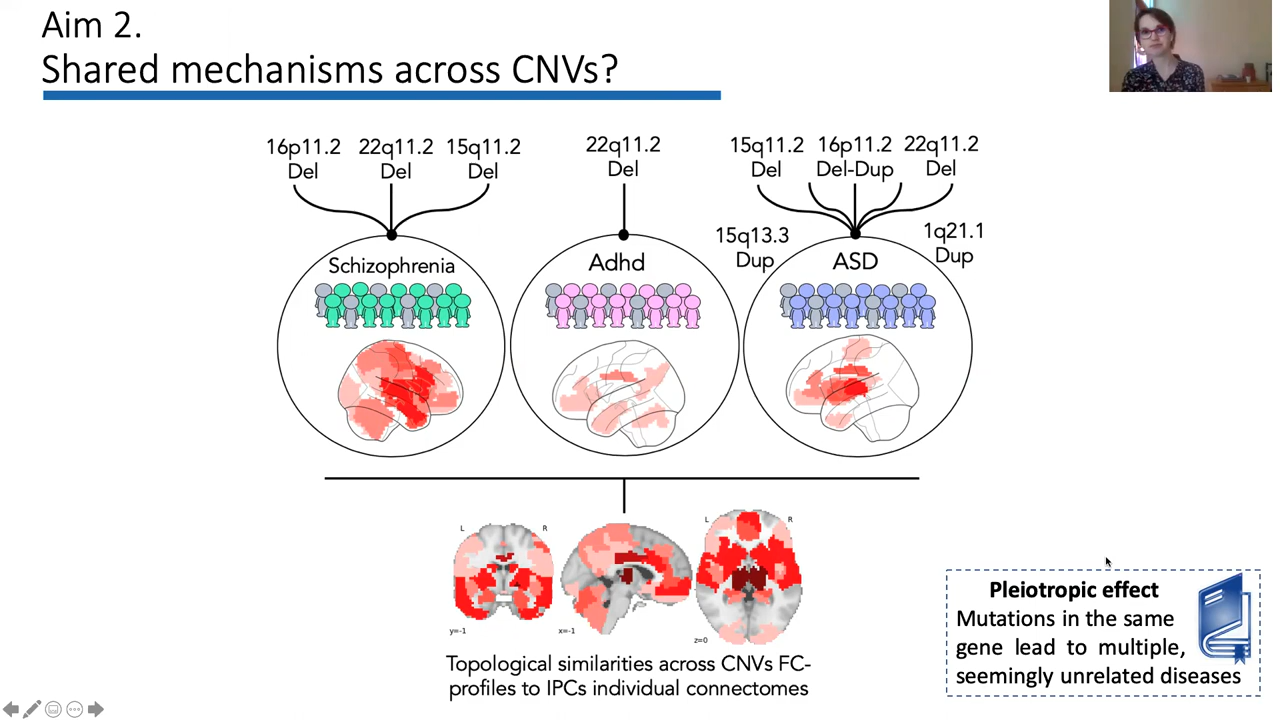 Aim 2.
Shared mechanisms across CNVs?
16p11.2
Del
22q11.2
Del
15q11.2
Del
22q11.2
Del
15q11.2
Del
16p11.2
Del-Dup
22q11.2
Del
15q13.3
Dup
1q21.1
Dup
Schizophrenia
Adhd
ASD
L
R
L
R
y=-1
x=-1
z=0
Topological similarities across CNVs FC-
profiles to IPCs individual connectomes
Pleiotropic effect
Mutations in the same
gene lead to multiple,
seemingly unrelated diseases